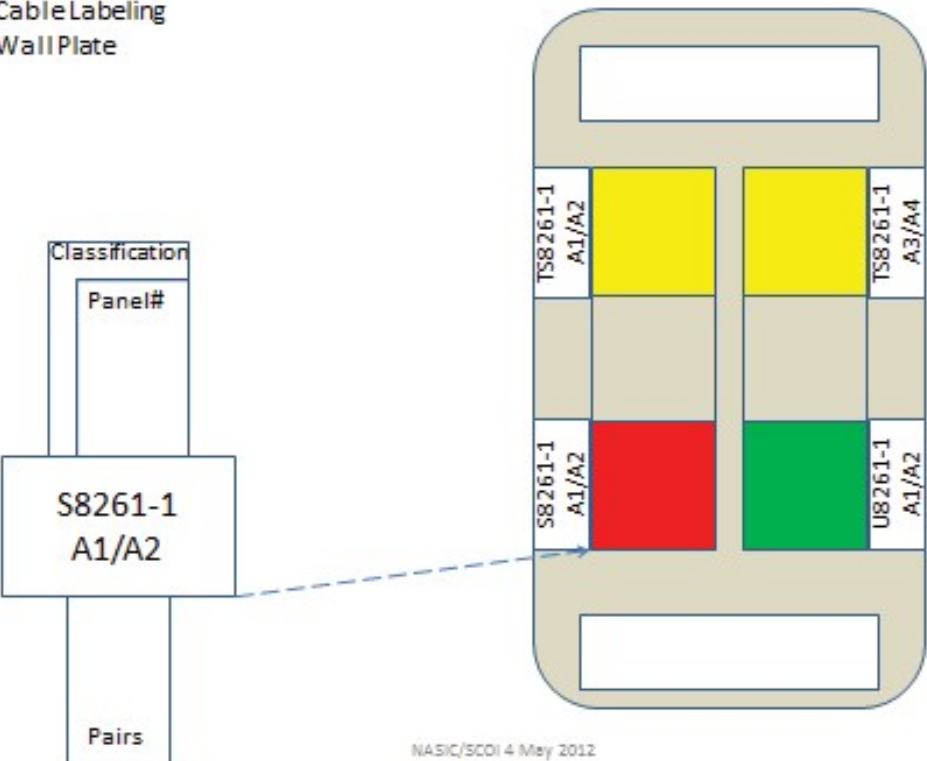 Cable Labeling
Wall Plate
Classification
Panel#
S8261-1
A1/A2
Pairs
TS8261-1
A1/A2
TS8261-1
A3/A4
S8261-1
A1/A2
U8261-1
A1/A2
NASIC/SCOI 4 May 2012